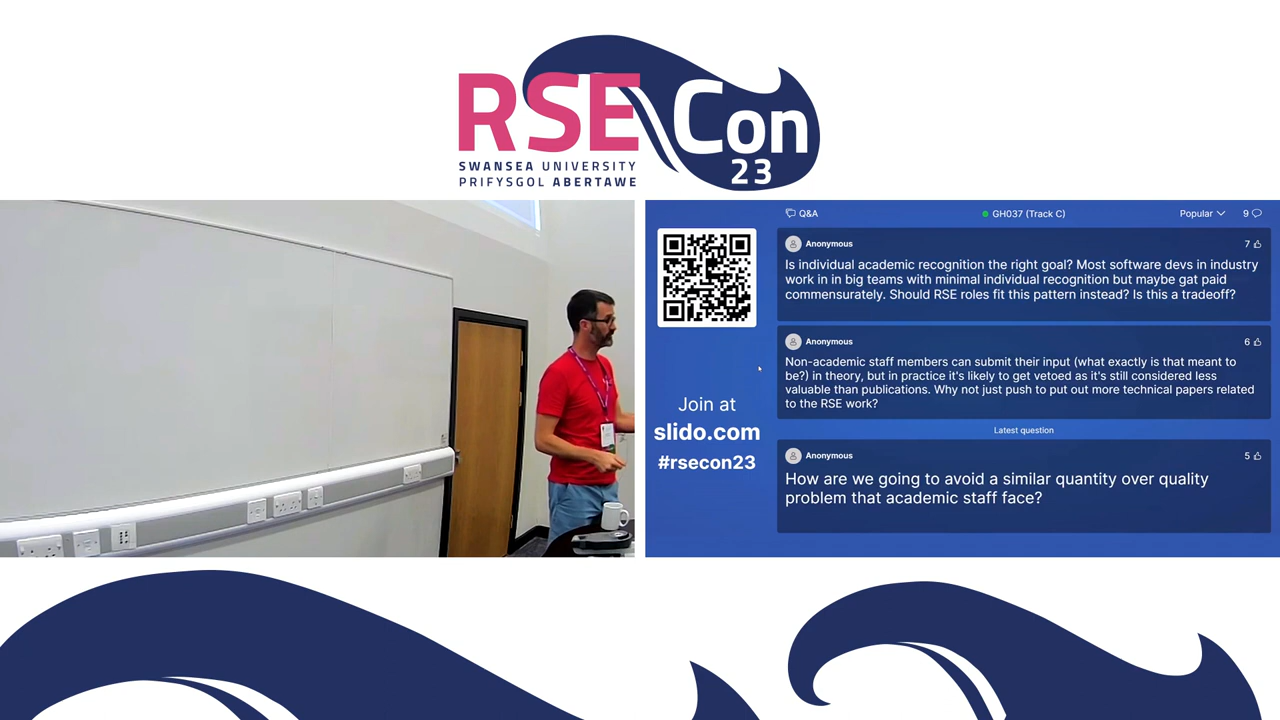 RSE Con
23
SWANSEA UNIVERSITY
PRIFYSGOL ABERTAWE
Q&A
GH037 (Track C)
Popular
9
Anonymous
7
Is individual academic recognition the right goal? Most software devs in industry
work in in big teams with minimal individual recognition but maybe gat paid
commensurately. Should RSE roles fit this pattern instead? Is this a tradeoff?
Anonymous
6
Non-academic staff members can submit their input (what exactly is that meant to
be?) in theory, but in practice it's likely to get vetoed as it's still considered less
valuable than publications. Why not just push to put out more technical papers related
to the RSE work?
Join at
slido.com
#rsecon23
Latest question
Anonymous
5
How are we going to avoid a similar quantity over quality
problem that academic staff face?